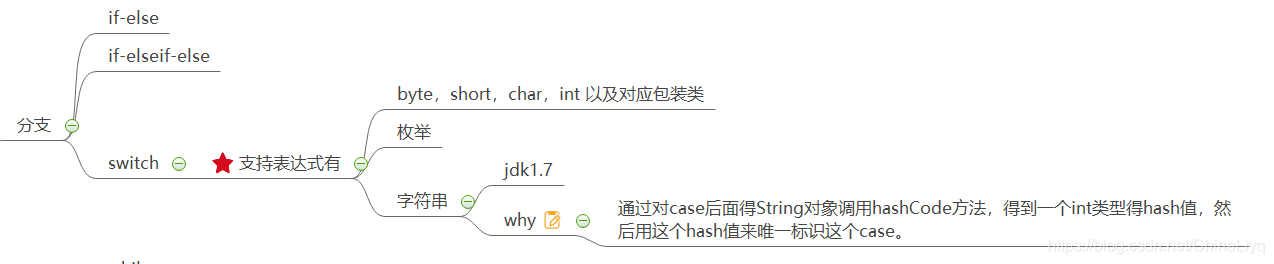 if-else
if-elseif-else
byte，short，char，int 以及对应包装类
分支
枚举
switch
支持表达式有
jdk1.7
字符串
why
通过对case后面得String对象调用hashCode方法，得到一个int类型得hash值，然
后用这个hash值来唯一标识这个case。
https://blog.csdn.net/ChinaLiyq